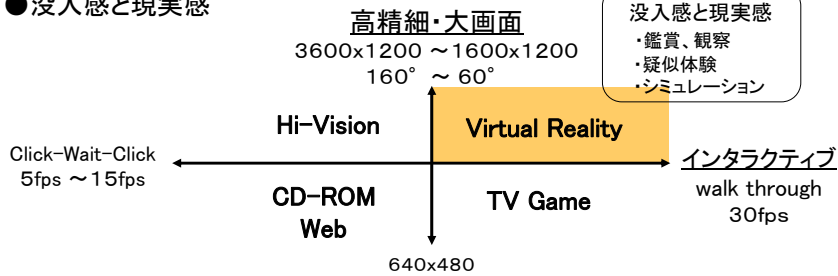 ●没入感と現実感
高精細・大画面
3600x1200 ～1600x1200
160° ～ 60°
没入感と現実感
・鑑賞、観察
・疑似体験
・シミュレーション
Hi-Vision
Virtual Reality
Click-Wait-Click
5fps ～15fps
インタラクティブ
walk through
30fps
CD-ROM
Web
TV Game
640x480